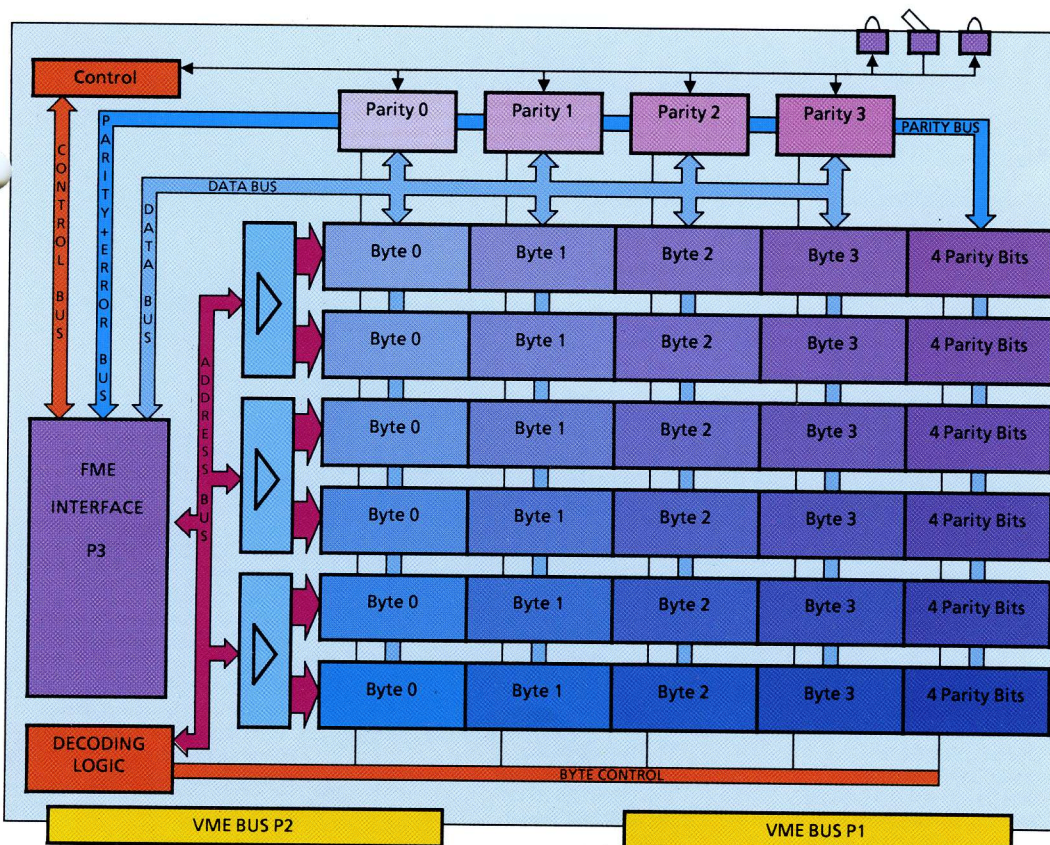 Control
Parity 0
Parity 1
Parity 2
Parity 3
PARITY BUS
CONTROL BUS
PARITY+ERROR BUS
DATA BUS
DATA BUS
ADDRESS BUS
Byte 0
Byte 1
Byte 2
Byte 3
4 Parity Bits
Byte 0
Byte 1
Byte 2
Byte 3
4 Parity Bits
Byte 0
Byte 1
Byte 2
Byte 3
4 Parity Bits
Byte 0
Byte 1
Byte 2
Byte 3
4 Parity Bits
Byte 0
Byte 1
Byte 2
Byte 3
4 Parity Bits
Byte 0
Byte 1
Byte 2
Byte 3
4 Parity Bits
FME
INTERFACE
P3
DECODING
LOGIC
BYTE CONTROL
VME BUS P2
VME BUS P1